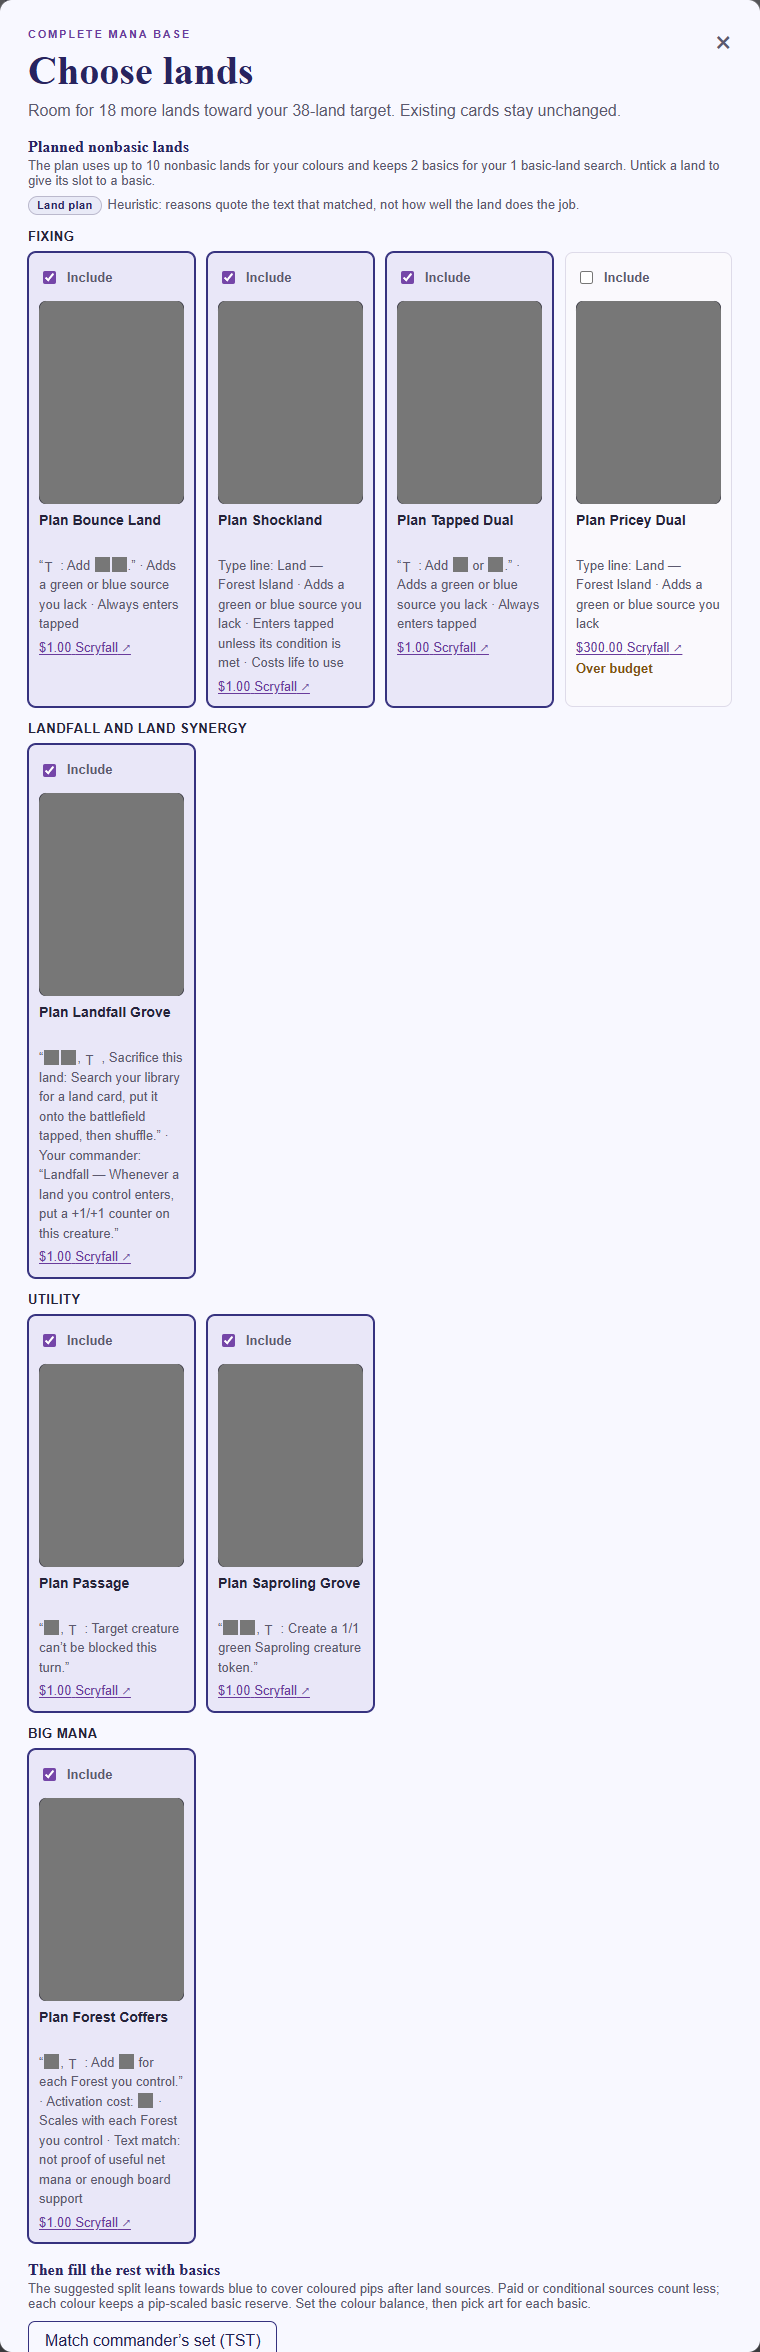 COMPLETE MANA BASE
×
Choose lands
Room for 18 more lands toward your 38-land target. Existing cards stay unchanged.
Planned nonbasic lands
The plan uses up to 10 nonbasic lands for your colours and keeps 2 basics for your 1 basic-land search. Untick a land to
give its slot to a basic.
Land plan Heuristic: reasons quote the text that matched, not how well the land does the job.
FIXING
Include
Plan Bounce Land
“T : Add .” · Adds
a green or blue source
you lack · Always enters
tapped
$1.00 Scryfall ↗
Include
Plan Shockland
Type line: Land —
Forest Island · Adds a
green or blue source you
lack · Enters tapped
unless its condition is
met · Costs life to use
$1.00 Scryfall ↗
Include
Plan Tapped Dual
“T : Add or .” ·
Adds a green or blue
source you lack · Always
enters tapped
$1.00 Scryfall ↗
Include
Plan Pricey Dual
Type line: Land —
Forest Island · Adds a
green or blue source you
lack
$300.00 Scryfall ↗
Over budget
LANDFALL AND LAND SYNERGY
Include
Plan Landfall Grove
“, T , Sacrifice this
land: Search your library
for a land card, put it
onto the battlefield
tapped, then shuffle.” ·
Your commander:
“Landfall — Whenever a
land you control enters,
put a +1/+1 counter on
this creature.”
$1.00 Scryfall ↗
UTILITY
Include
Plan Passage
“, T : Target creature
can’t be blocked this
turn.”
$1.00 Scryfall ↗
Include
Plan Saproling Grove
“, T : Create a 1/1
green Saproling creature
token.”
$1.00 Scryfall ↗
BIG MANA
Include
Plan Forest Coffers
“, T : Add for
each Forest you control.”
· Activation cost: ·
Scales with each Forest
you control · Text match:
not proof of useful net
mana or enough board
support
$1.00 Scryfall ↗
Then fill the rest with basics
The suggested split leans towards blue to cover coloured pips after land sources. Paid or conditional sources count less;
each colour keeps a pip-scaled basic reserve. Set the colour balance, then pick art for each basic.
Match commander’s set (TST)